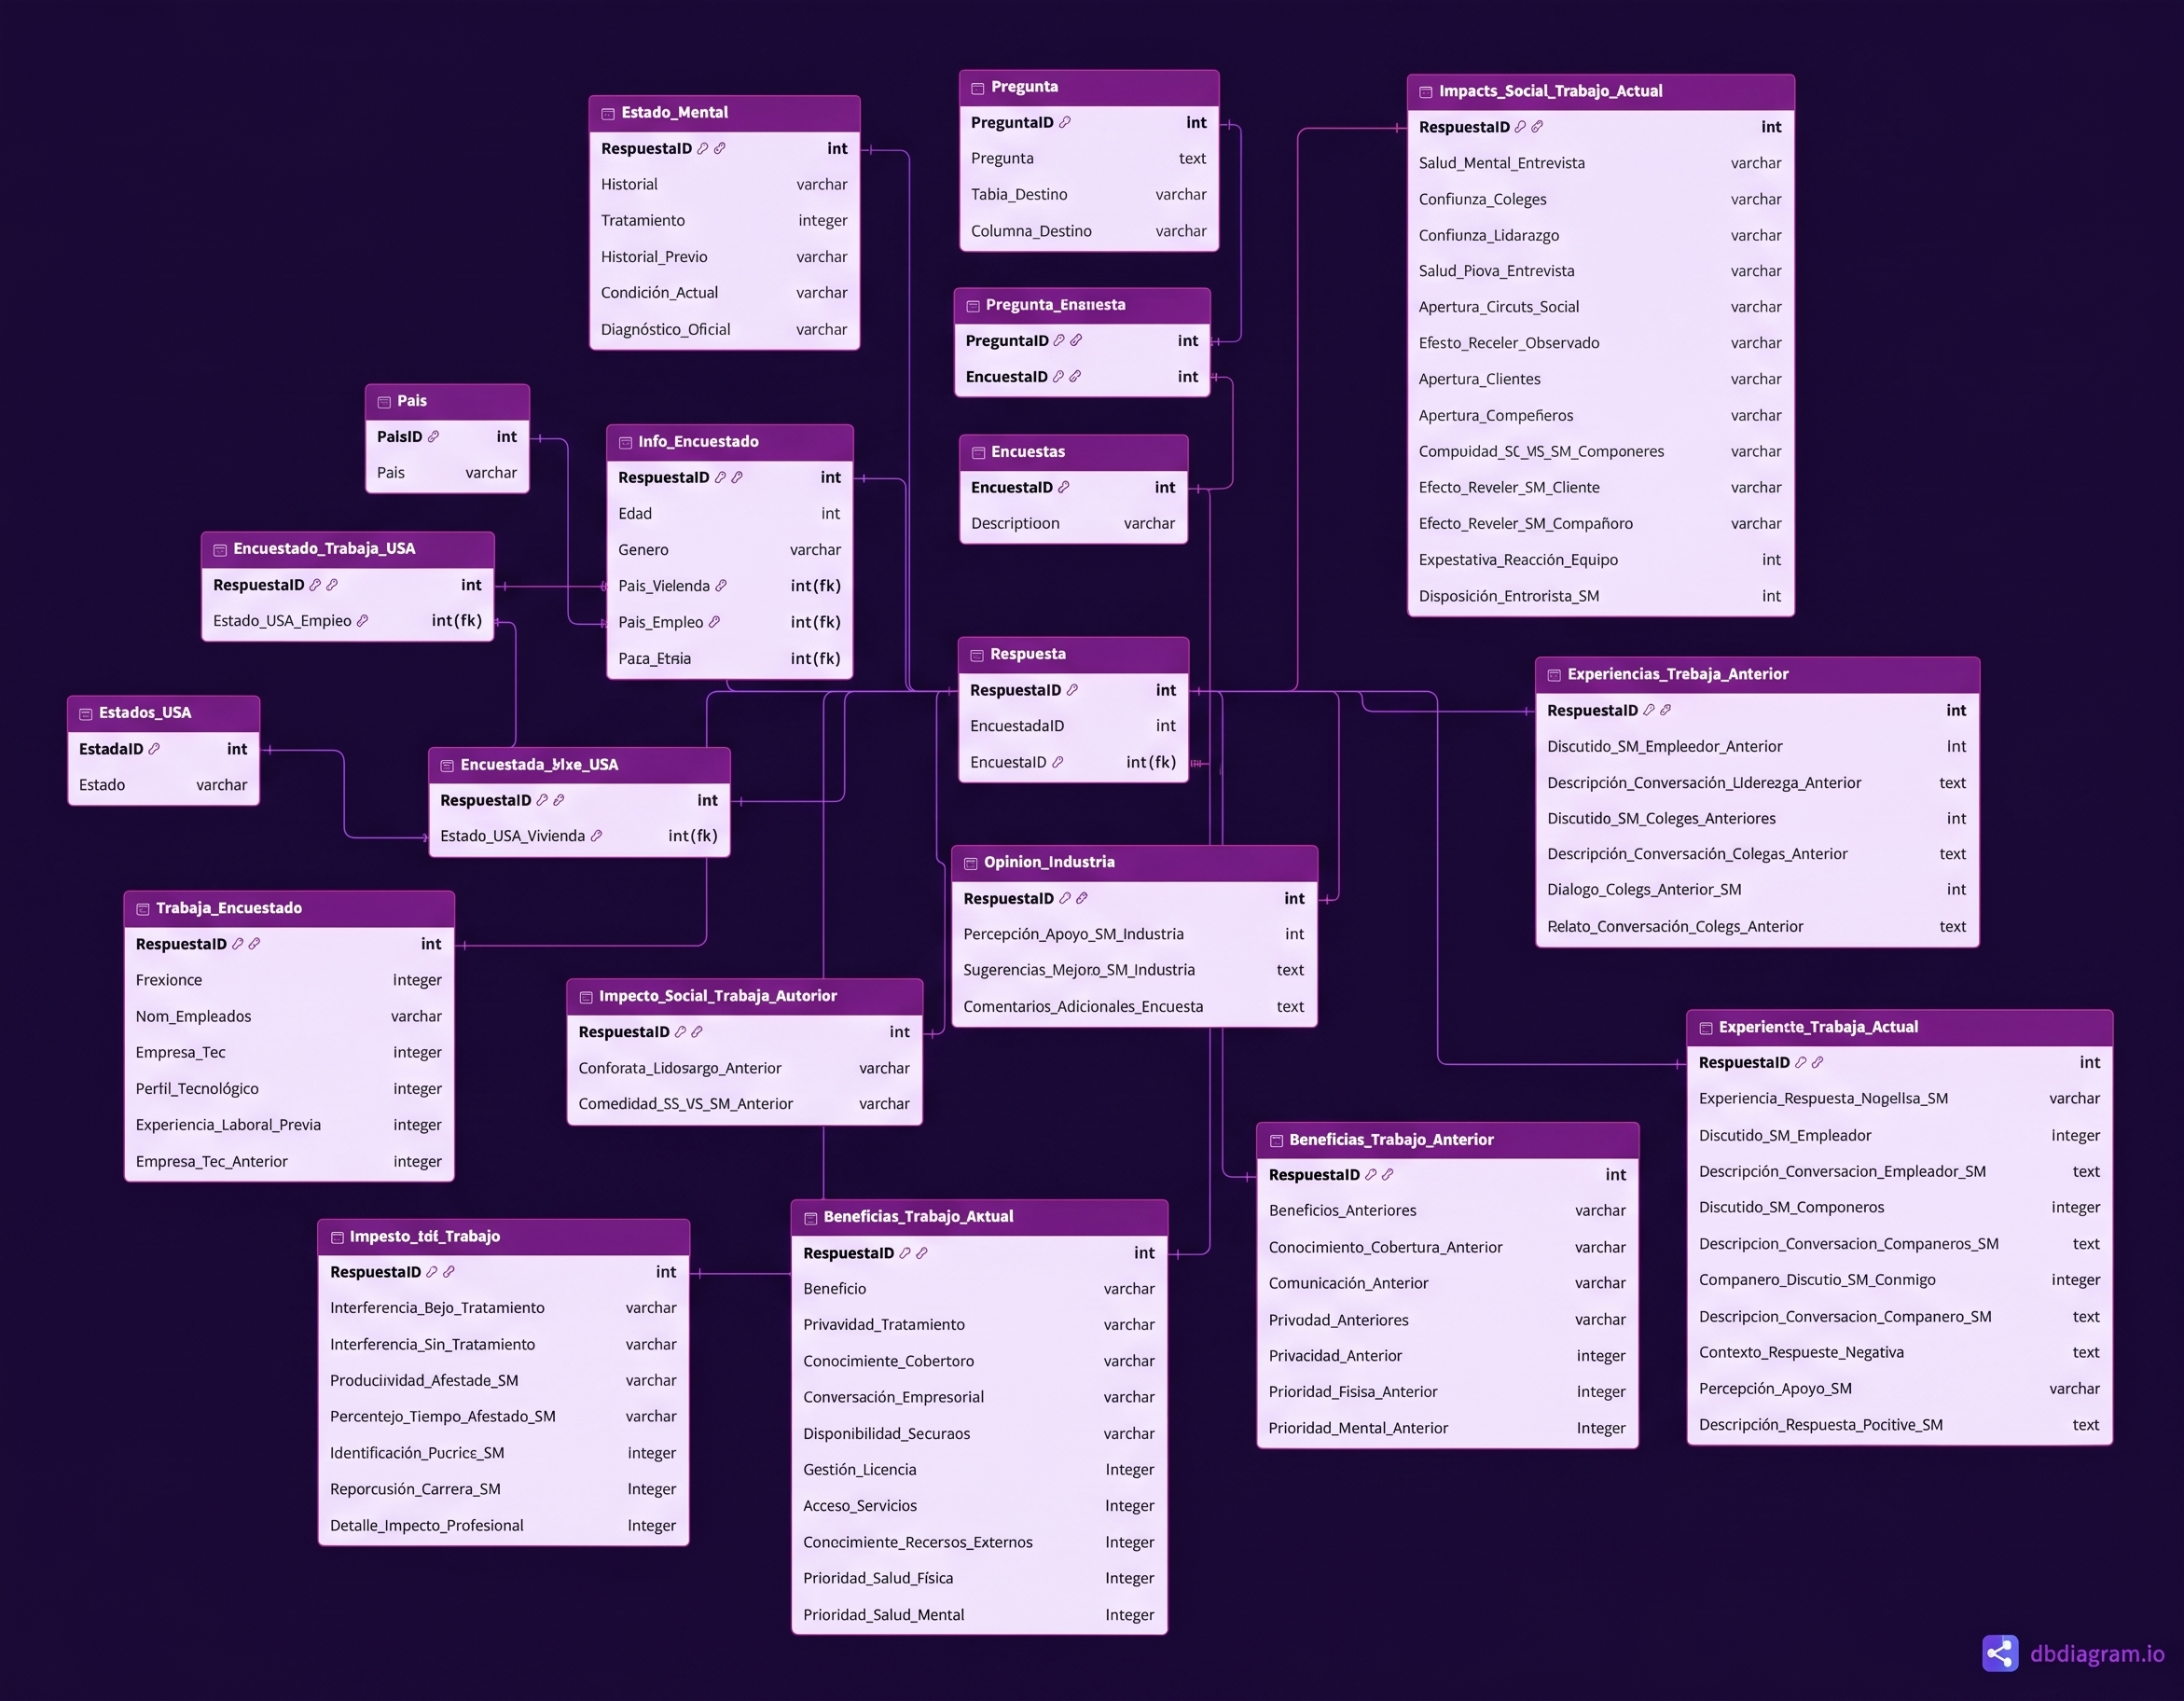 Estado_Mental
RespuestaID int
Historial varchar
Tratamiento integer
Historial_Previo varchar
Condición_Actual varchar
Diagnóstico_Oficial varchar
Pregunta
PreguntaID int
Pregunta text
Tabia_Destino varchar
Columna_Destino varchar
Impacts_Social_Trabajo_Actual
RespuestaID int
Salud_Mental_Entrevista varchar
Confiunza_Coleges varchar
Confiunza_Lidarazgo varchar
Salud_Piova_Entrevista varchar
Apertura_Circuts_Social varchar
Efesto_Receler_Observado varchar
Apertura_Clientes varchar
Apertura_Compeñeros varchar
varchar
Efecto_Reveler_SM_Cliente varchar
Efecto_Reveler_SM_Compañoro varchar
Expestativa_Reacción_Equipo int
Disposición_Entrorista_SM int
PreguntaID int
EncuestaID int
Pais
PaisID int
Pais varchar
Info_Encuestado
RespuestaID int
Edad int
Genero varchar
Pais_Vielenda int(fk)
Pais_Empleo int(fk)
int(fk)
Encuestas
EncuestaID int
Descriptioon varchar
Encuestado_Trabaja_USA
RespuestaID int
Estado_USA_Empieo int(fk)
Respuesta
RespuestaID int
EncuestadaID int
EncuestaID int(fk)
Experiencias_Trebaja_Anterior
RespuestaID int
Discutido_SM_Empleedor_Anterior Int
Descripción_Conversación_Liderezga_Anterior text
Discutido_SM_Coleges_Anteriores int
Descripción_Conversación_Colegas_Anterior text
Dialogo_Colegs_Anterior_SM int
Relato_Conversación_Colegs_Anterior text
Estados_USA
EstadaID int
Estado varchar
RespuestaID int
Estado_USA_Vivienda int(fk)
Opinion_Industria
RespuestaID int
Percepción_Apoyo_SM_Industria int
Sugerencias_Mejoro_SM_Industria text
Comentarios_Adicionales_Encuesta text
Trabaja_Encuestado
RespuestaID int
Frexionce integer
Nom_Empleados varchar
Empresa_Tec integer
Perfil_Tecnológico integer
Experiencia_Laboral_Previa integer
Empresa_Tec_Anterior integer
Impecto_Social_Trabaja_Autorior
RespuestaID int
Conforata_Lidosargo_Anterior varchar
Comedidad_SS_VS_SM_Anterior varchar
Experiencte_Trabaja_Actual
RespuestaID int
Experiencia_Respuesta_Nogelisa_SM varchar
Discutido_SM_Empleador integer
Descripción_Conversacion_Empleador_SM text
Discutido_SM_Componeros integer
Descripcion_Conversacion_Companeros_SM text
Companero_Discutio_SM_Conmigo integer
Descripcion_Conversacion_Companero_SM text
Contexto_Respueste_Negativa text
Percepción_Apoyo_SM varchar
Descripción_Respuesta_Pocitive_SM text
Beneficias_Trabajo_Anterior
RespuestaID int
Beneficios_Anteriores varchar
Conocimiento_Cobertura_Anterior varchar
Comunicación_Anterior varchar
Privodad_Anteriores varchar
Privacidad_Anterior integer
Prioridad_Fisisa_Anterior integer
Prioridad_Mental_Anterior Integer
RespuestaID int
Interferencia_Bejo_Tratamiento varchar
Interferencia_Sin_Tratamiento varchar
varchar
Percentejo_Tiempo_Afestado_SM varchar
integer
Reporcusión_Carrera_SM Integer
Detalle_Impecto_Profesional Integer
Beneficias_Trabajo_Aktual
RespuestaID int
Beneficio varchar
Privavidad_Tratamiento varchar
Conocimiente_Cobertoro varchar
Conversación_Empresorial varchar
Disponibilidad_Securaos varchar
Gestión_Licencia Integer
Acceso_Servicios Integer
Conocimiente_Recersos_Externos Integer
Prioridad_Salud_Física Integer
Prioridad_Salud_Mental Integer
dbdiagram.io